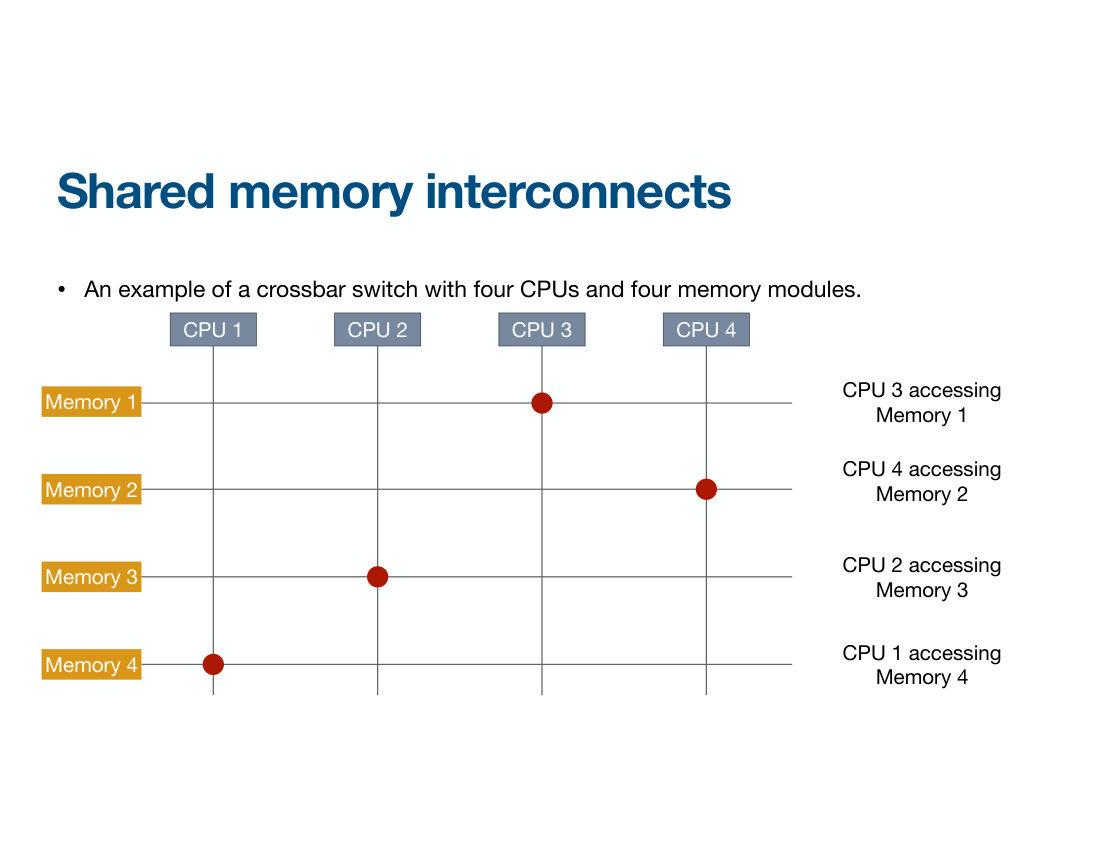 Shared memory interconnects
• An example of a crossbar switch with four CPUs and four memory modules.
CPU 1
CPU 2
CPU 3
CPU 4
Memory 1
CPU 3 accessing
Memory 1
Memory 2
CPU 4 accessing
Memory 2
Memory 3
CPU 2 accessing
Memory 3
Memory 4
CPU 1 accessing
Memory 4